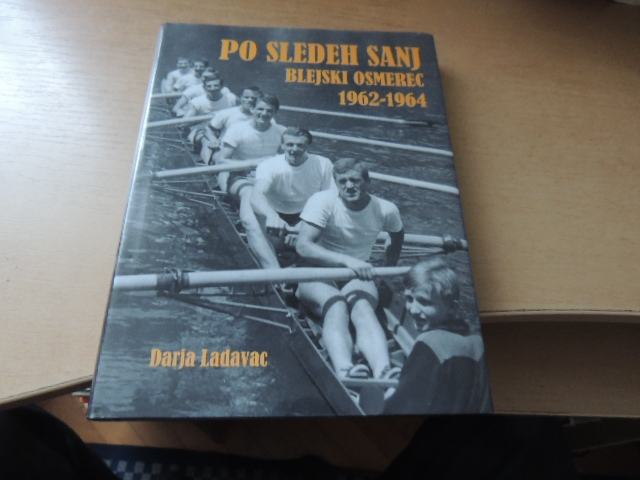 PO SLEDEH SANJ
BLEJSKI OSMEREC
1962-1964
Darja Ladavac